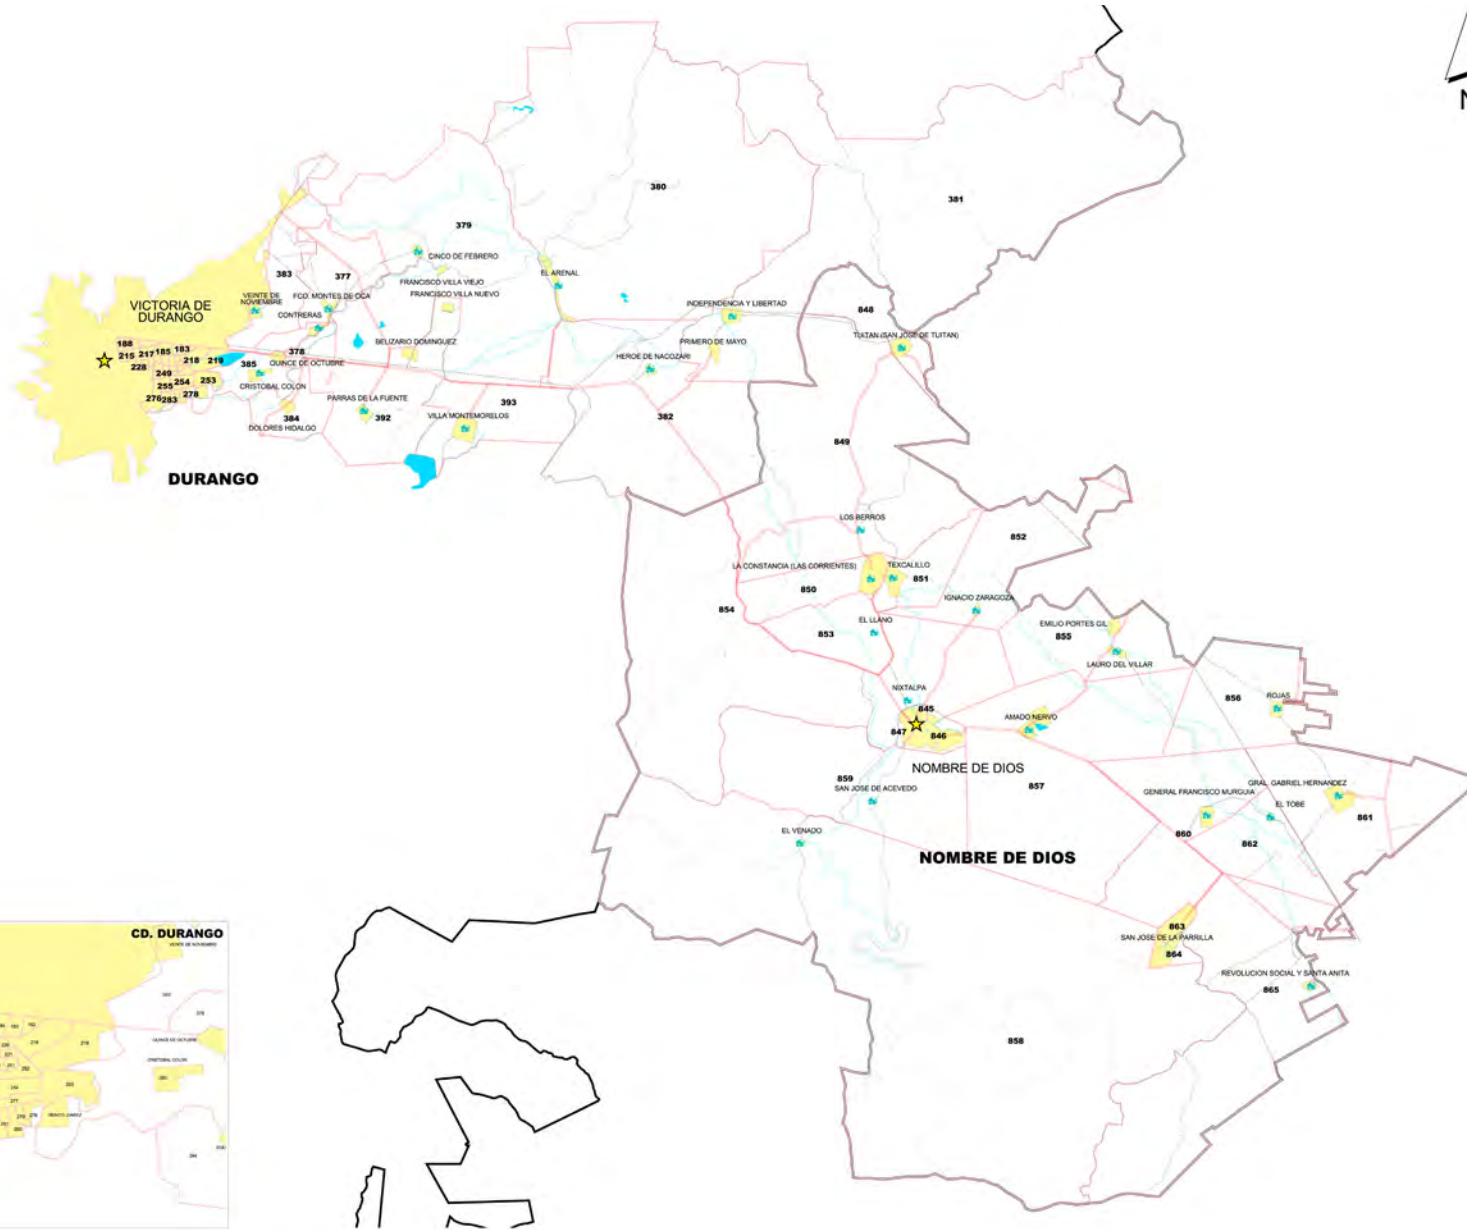 N
380
381
379
CINCO DE FEBRERO
383
377
EL ARENAL
FRANCISCO VILLA VIEJO
FRANCISCO VILLA NUEVO
VEINTE DE
NOVIEMBRE
FCO. MONTES DE OCA
VICTORIA DE
DURANGO
CONTRERAS
INDEPENDENCIA Y LIBERTAD
848
TUITAN (SAN JOSE DE TUITAN)
188
BELIZARIO DOMINGUEZ
PRIMERO DE MAYO
215
217
185
183
378
HEROE DE NACOZARI
228
218
219
385
QUINCE DE OCTUBRE
249
255
254
253
CRISTOBAL COLON
276
283
278
PARRAS DE LA FUENTE
393
384
392
VILLA MONTEMORELOS
382
DOLORES HIDALGO
849
DURANGO
LOS BERROS
852
LA CONSTANCIA (LAS CORRIENTES)
TEXCALILLO
851
850
IGNACIO ZARAGOZA
854
EL LLANO
853
EMILIO PORTES GIL
855
LAURO DEL VILLAR
NIXTALPA
856
ROJAS
845
AMADO NERVO
847
846
NOMBRE DE DIOS
859
SAN JOSE DE ACEVEDO
857
GRAL. GABRIEL HERNANDEZ
GENERAL FRANCISCO MURGUIA
EL TOBE
861
EL VENADO
860
862
NOMBRE DE DIOS
863
SAN JOSE DE LA PARRILLA
864
REVOLUCION SOCIAL Y SANTA ANITA
865
858
CD. DURANGO
VEINTE DE NOVIEMBRE
QUINCE DE OCTUBRE
CRISTOBAL COLON
BENITO JUAREZ